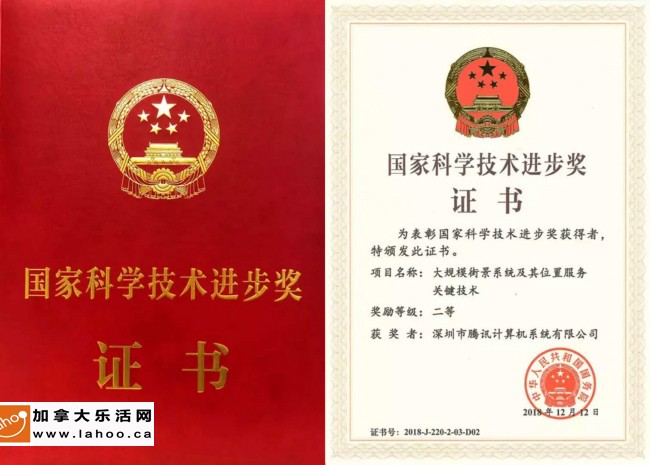 国家科学技术进步奖
证书
lahoo
加拿大乐活网
www.lahoo.ca
国家科学技术进步奖
证书
为表彰国家科学技术进步奖获得者,
特颁发此证书。
项目名称: 大规模街景系统及其位置服务
关键技术
奖励等级: 二等
获 奖 者: 深圳市腾讯计算机系统有限公司
中华人民共和国国务院
2018年12月12日
证书号: 2018-J-220-2-03-D02